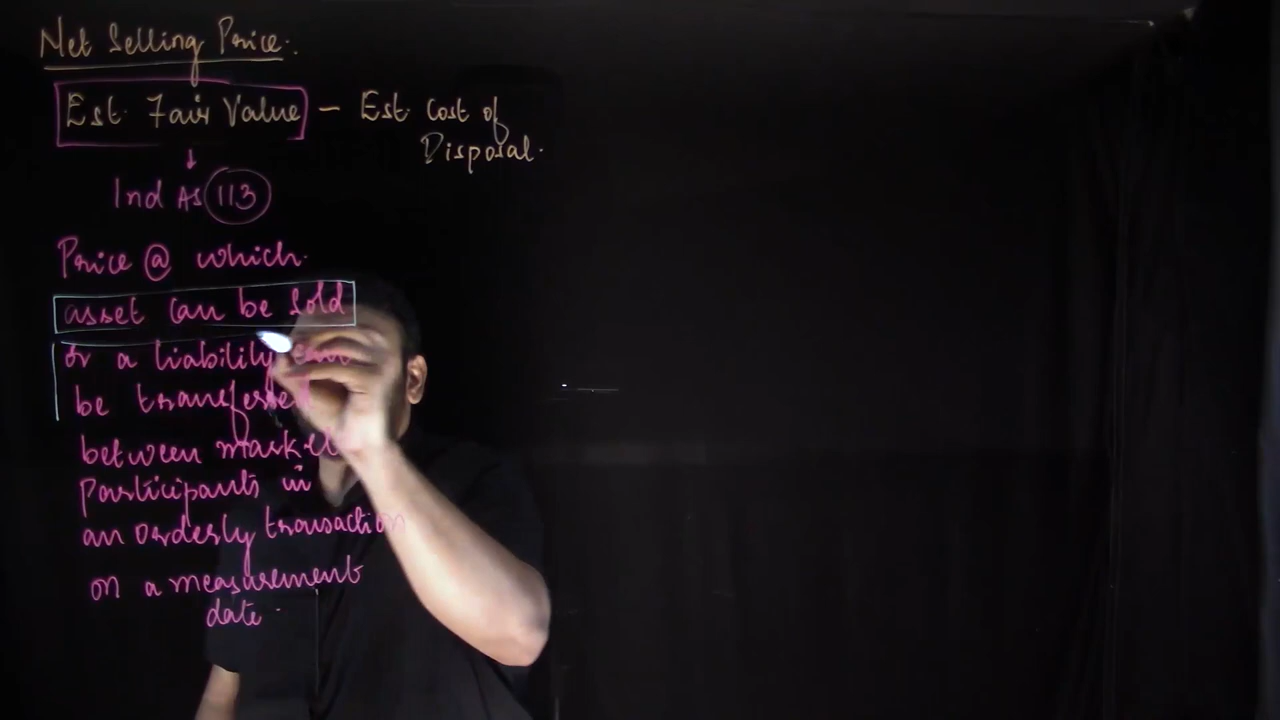 Net Selling Price.
Est. Fair Value – Est. Cost of
Disposal.
↓
Ind AS 113
Price @ which
asset can be sold
or a liability can
be transferred
between market
participants in
an orderly transaction
on a measurement
date.